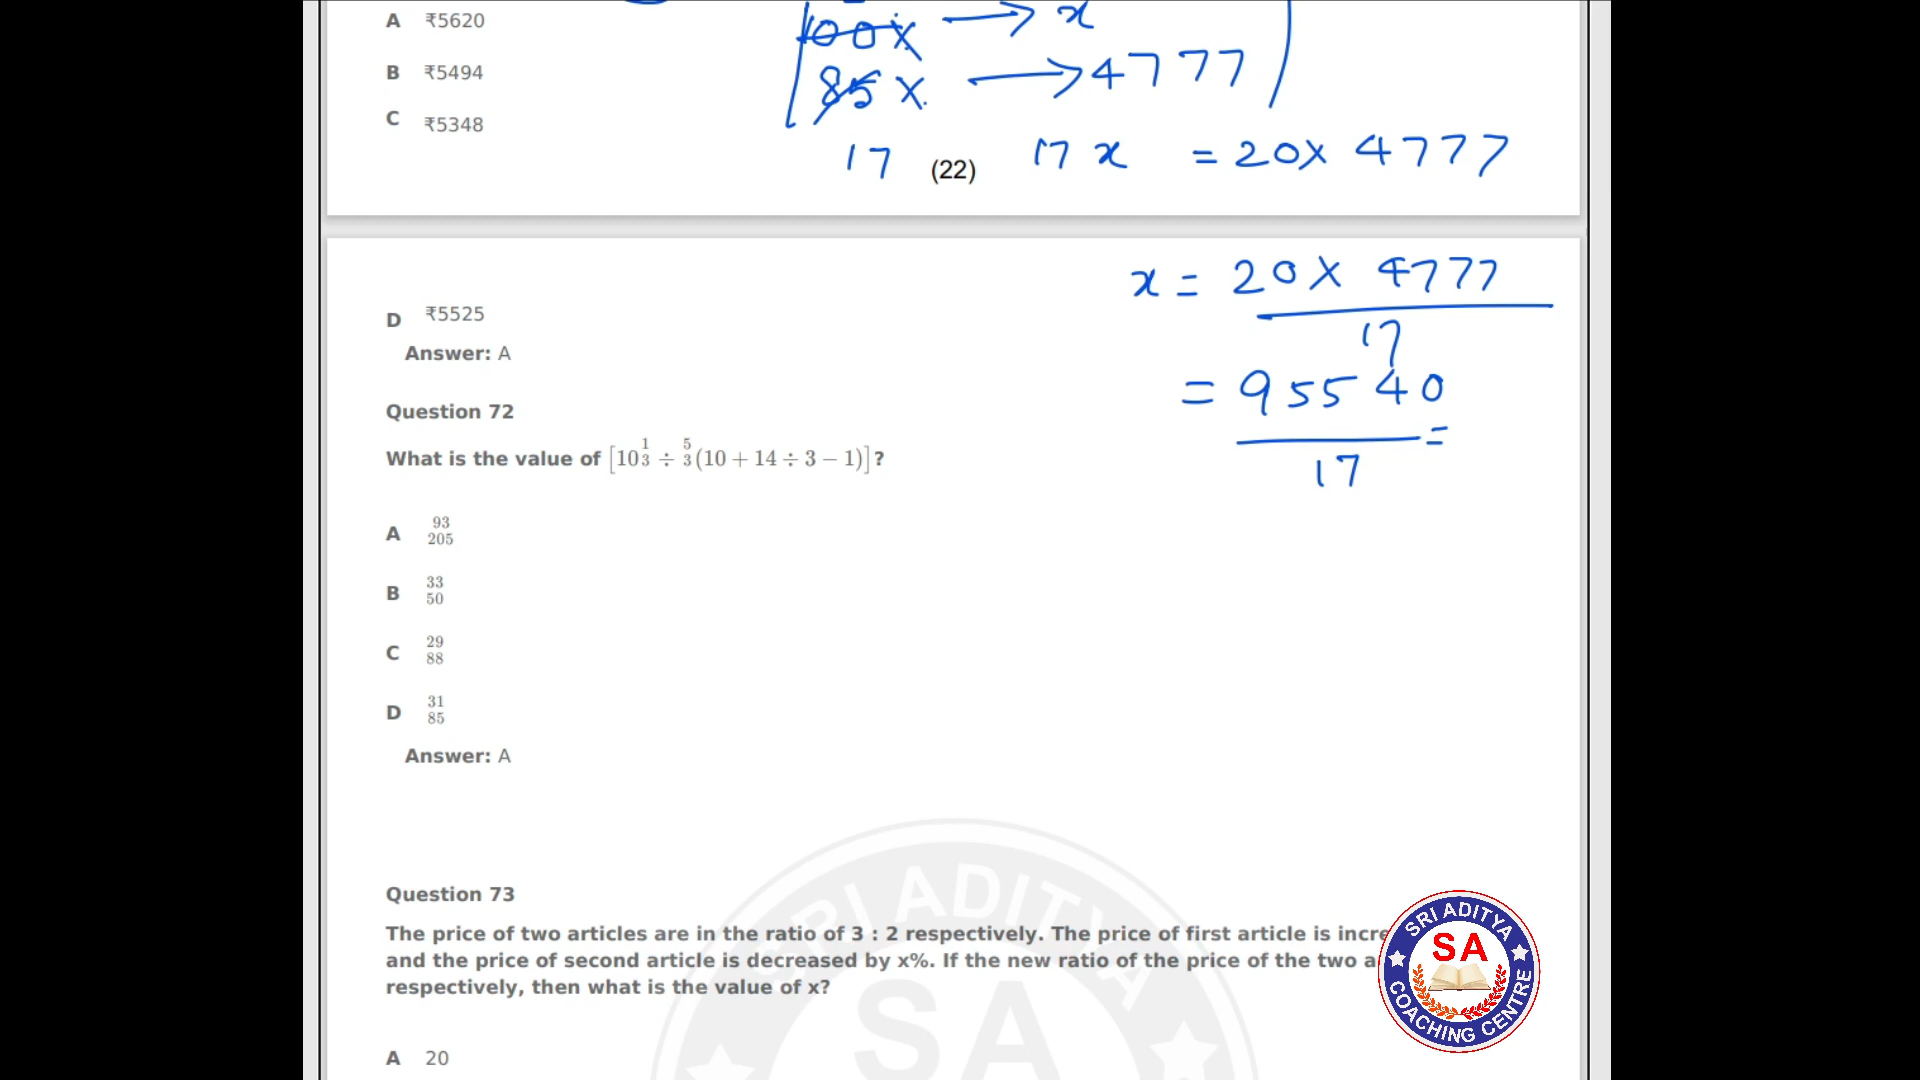 A ₹5620
100x → x
B ₹5494
85x → 4777
C ₹5348
17 (22) 17x = 20x 4777
x = 20x 4777
17
D ₹5525
Answer: A
= 95540 =
17
Question 72
What is the value of [10 1/3 ÷ 5/3 (10 + 14 ÷ 3 − 1)] ?
A 93/205
B 33/50
C 29/88
D 31/85
Answer: A
Question 73
The price of two articles are in the ratio of 3 : 2 respectively. The price of first article is incre
and the price of second article is decreased by x%. If the new ratio of the price of the two a
respectively, then what is the value of x?
A 20
SRI ADITYA
SA
COACHING CENTRE
SRI ADITYA
SA